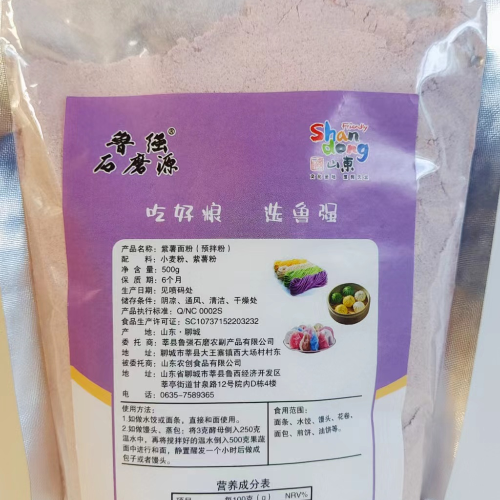 鲁强®
石磨源
Friendly
Shan
dong
山東
吃好粮 选鲁强
产品名称：紫薯面粉（预拌粉）
配 料：小麦粉、紫薯粉
净 含 量：500g
保 质 期：6个月
生产日期：见喷码处
储存条件：阴凉、通风、清洁、干燥处
产品执行标准：Q/NC 0002S
食品生产许可证：SC10737152203232
产 地：山东·聊城
委 托 商：莘县鲁强石磨农副产品有限公司
地 址：聊城市莘县大王寨镇西大场村村东
被委托商：山东农创食品有限公司
地 址：山东省聊城市莘县鲁西经济开发区
莘亭街道甘泉路12号院内D栋4楼
电 话：0635-7589365
使用方法：
1.如做水饺或面条，直接和面使用。
2.如做馒头、蒸包：将3克酵母倒入250克
温水中，再将搅拌好的温水倒入500克果蔬
面中进行和面，静置醒发一个小时后做成
包子或者馒头。
食用范围：
面条、水饺、馒头、花卷、
面包、煎饼、油饼等。
营养成分表
项目 每100克（g） NRV%